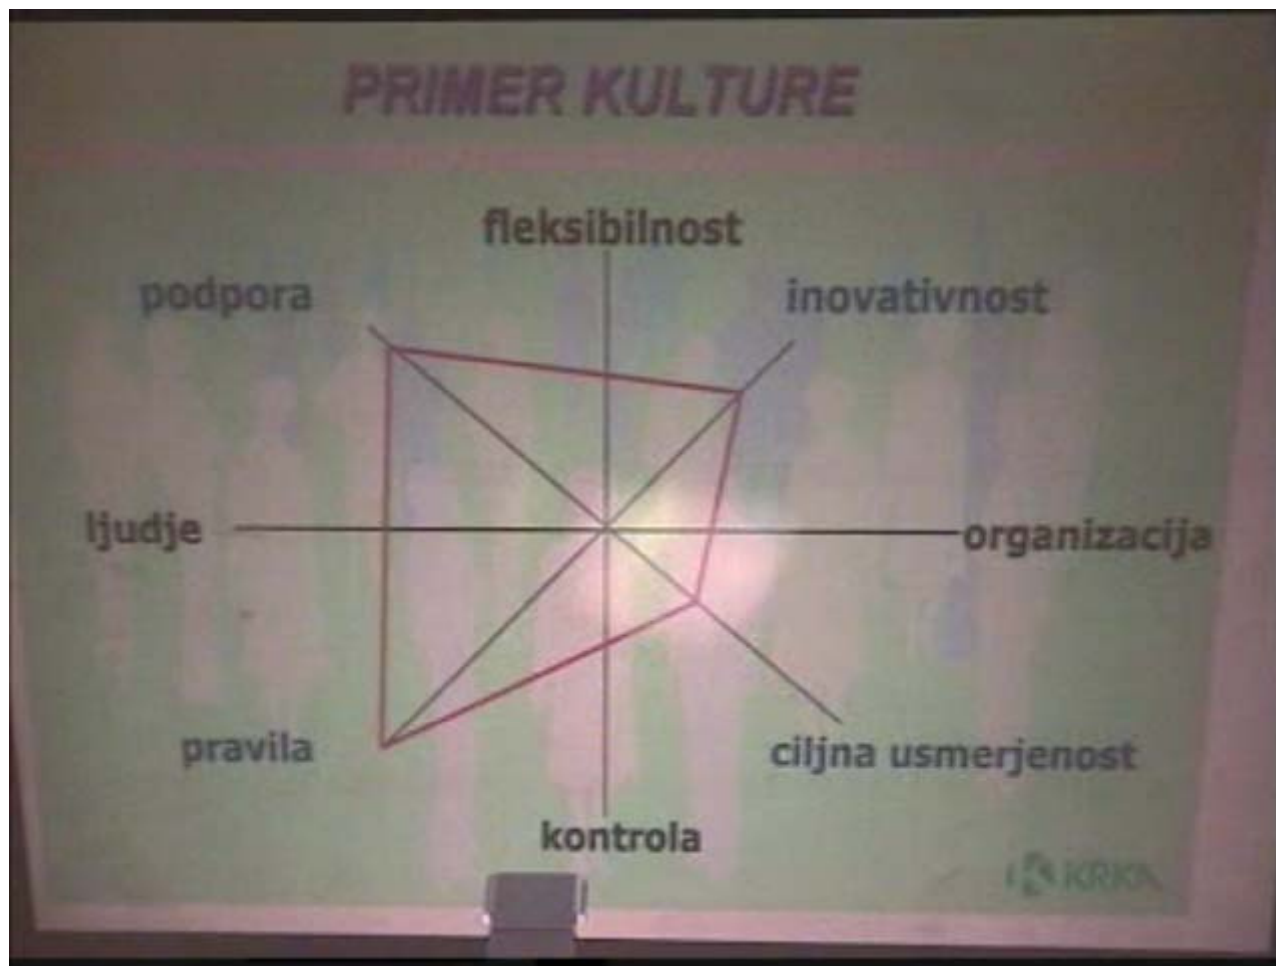 PRIMER KULTURE
fleksibilnost
podpora
inovativnost
ljudje
organizacija
pravila
ciljna usmerjenost
kontrola
KRKA